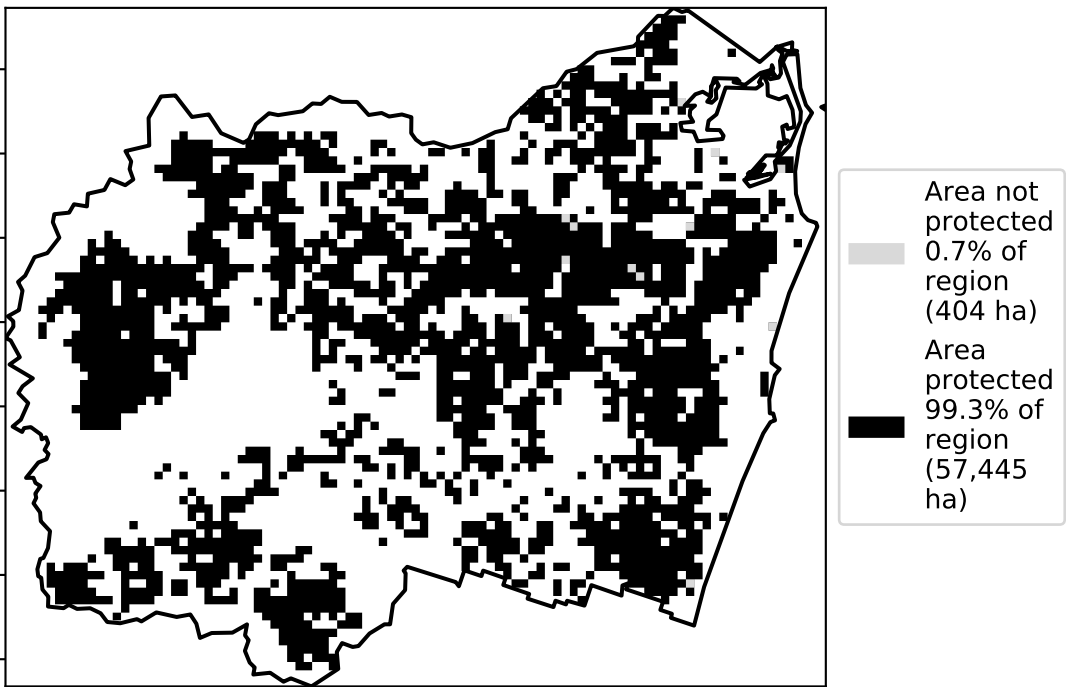 Area not
protected
0.7% of
region
(404 ha)
Area
protected
99.3% of
region
(57,445
ha)